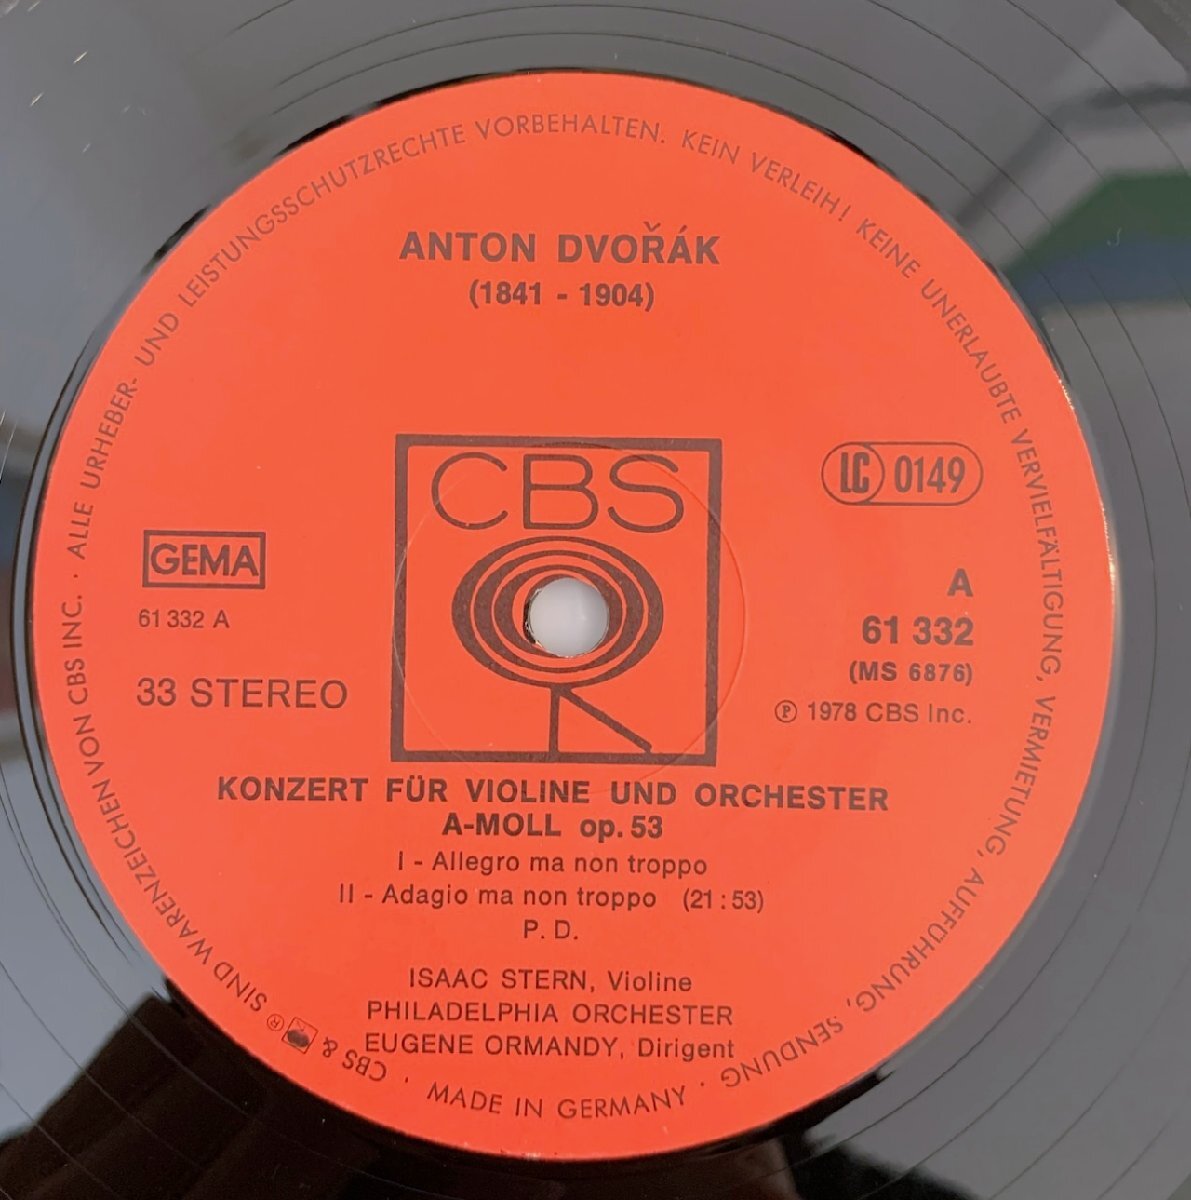 ANTON DVOŘÁK
(1841 - 1904)
CBS
LC 0149
GEMA
61 332 A
33 STEREO
A
61 332
(MS 6876)
Ⓟ 1978 CBS Inc.
KONZERT FÜR VIOLINE UND ORCHESTER
A-MOLL op. 53
I - Allegro ma non troppo
II - Adagio ma non troppo (21 : 53)
P. D.
ISAAC STERN, Violine
PHILADELPHIA ORCHESTER
EUGENE ORMANDY, Dirigent
CBS & ® SIND WARENZEICHEN VON CBS INC. · ALLE URHEBER- UND LEISTUNGSSCHUTZRECHTE VORBEHALTEN. KEIN VERLEIH! KEINE UNERLAUBTE VERVIELFÄLTIGUNG, VERMIETUNG, AUFFÜHRUNG, SENDUNG ·
MADE IN GERMANY ·